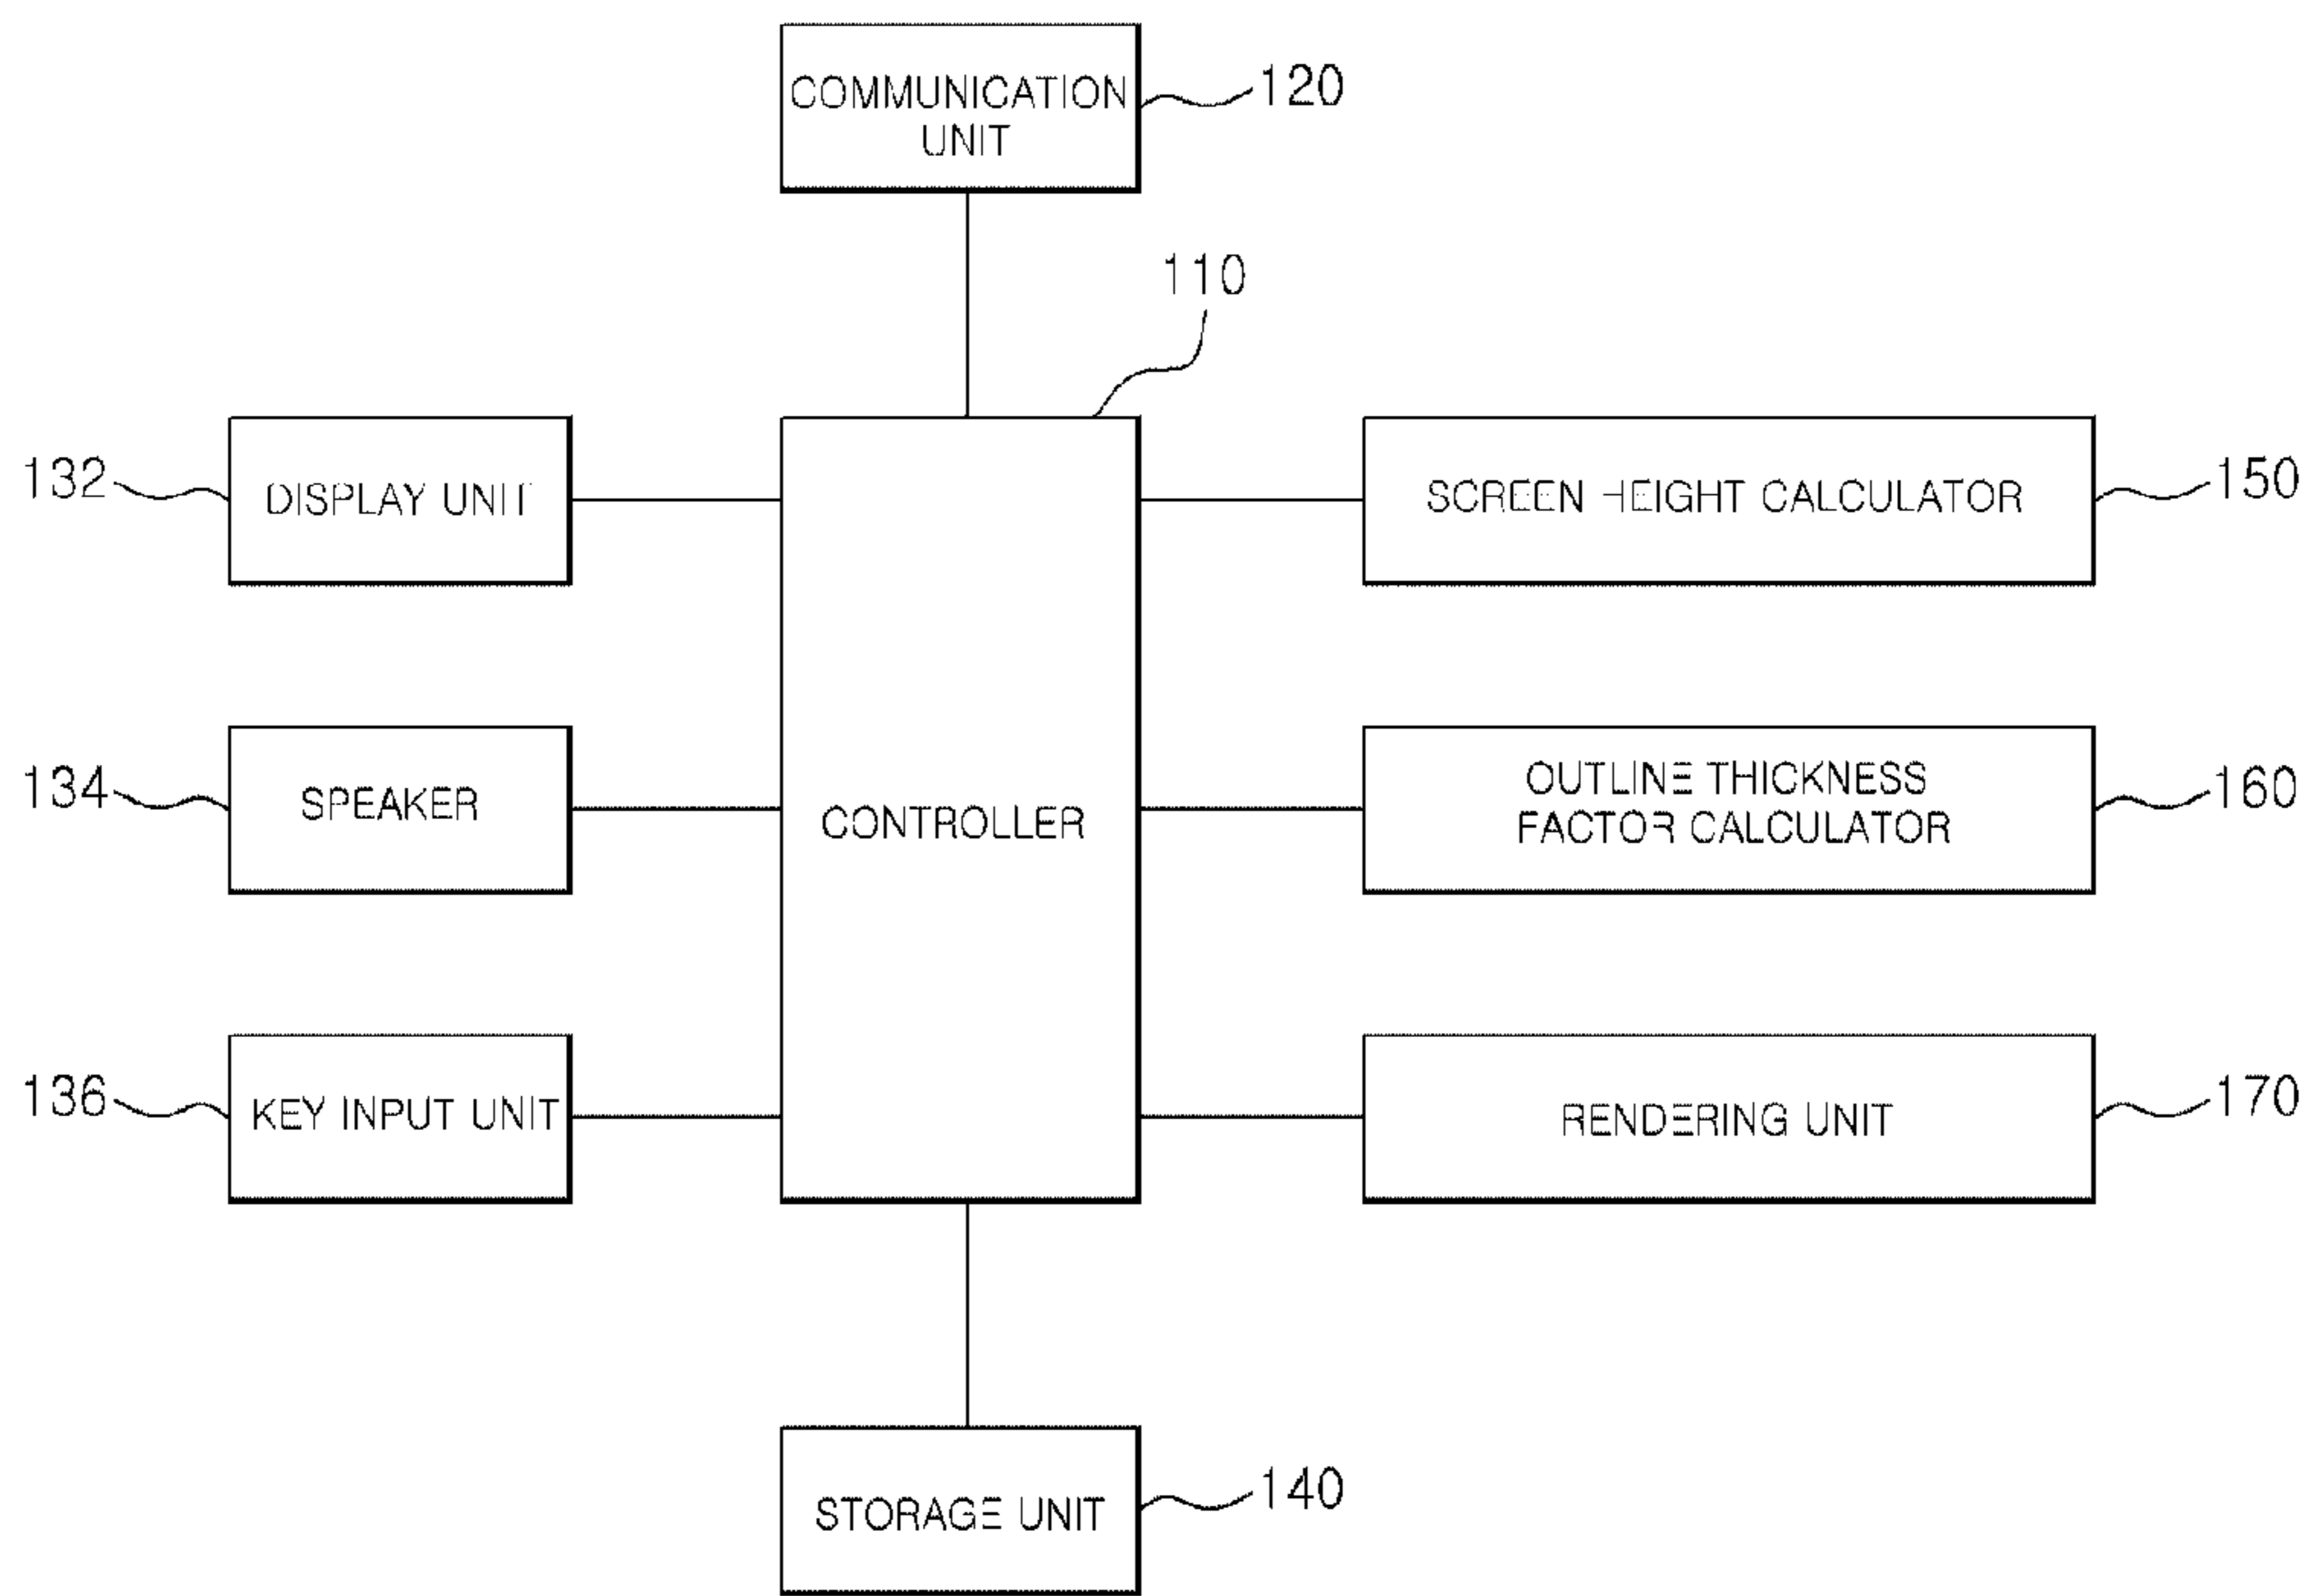 COMMUNICATION
UNIT
120
110
132
DISPLAY UNIT
SCREEN HEIGHT CALCULATOR
150
134
SPEAKER
CONTROLLER
OUTLINE THICKNESS
FACTOR CALCULATOR
160
136
KEY INPUT UNIT
RENDERING UNIT
170
STORAGE UNIT
140